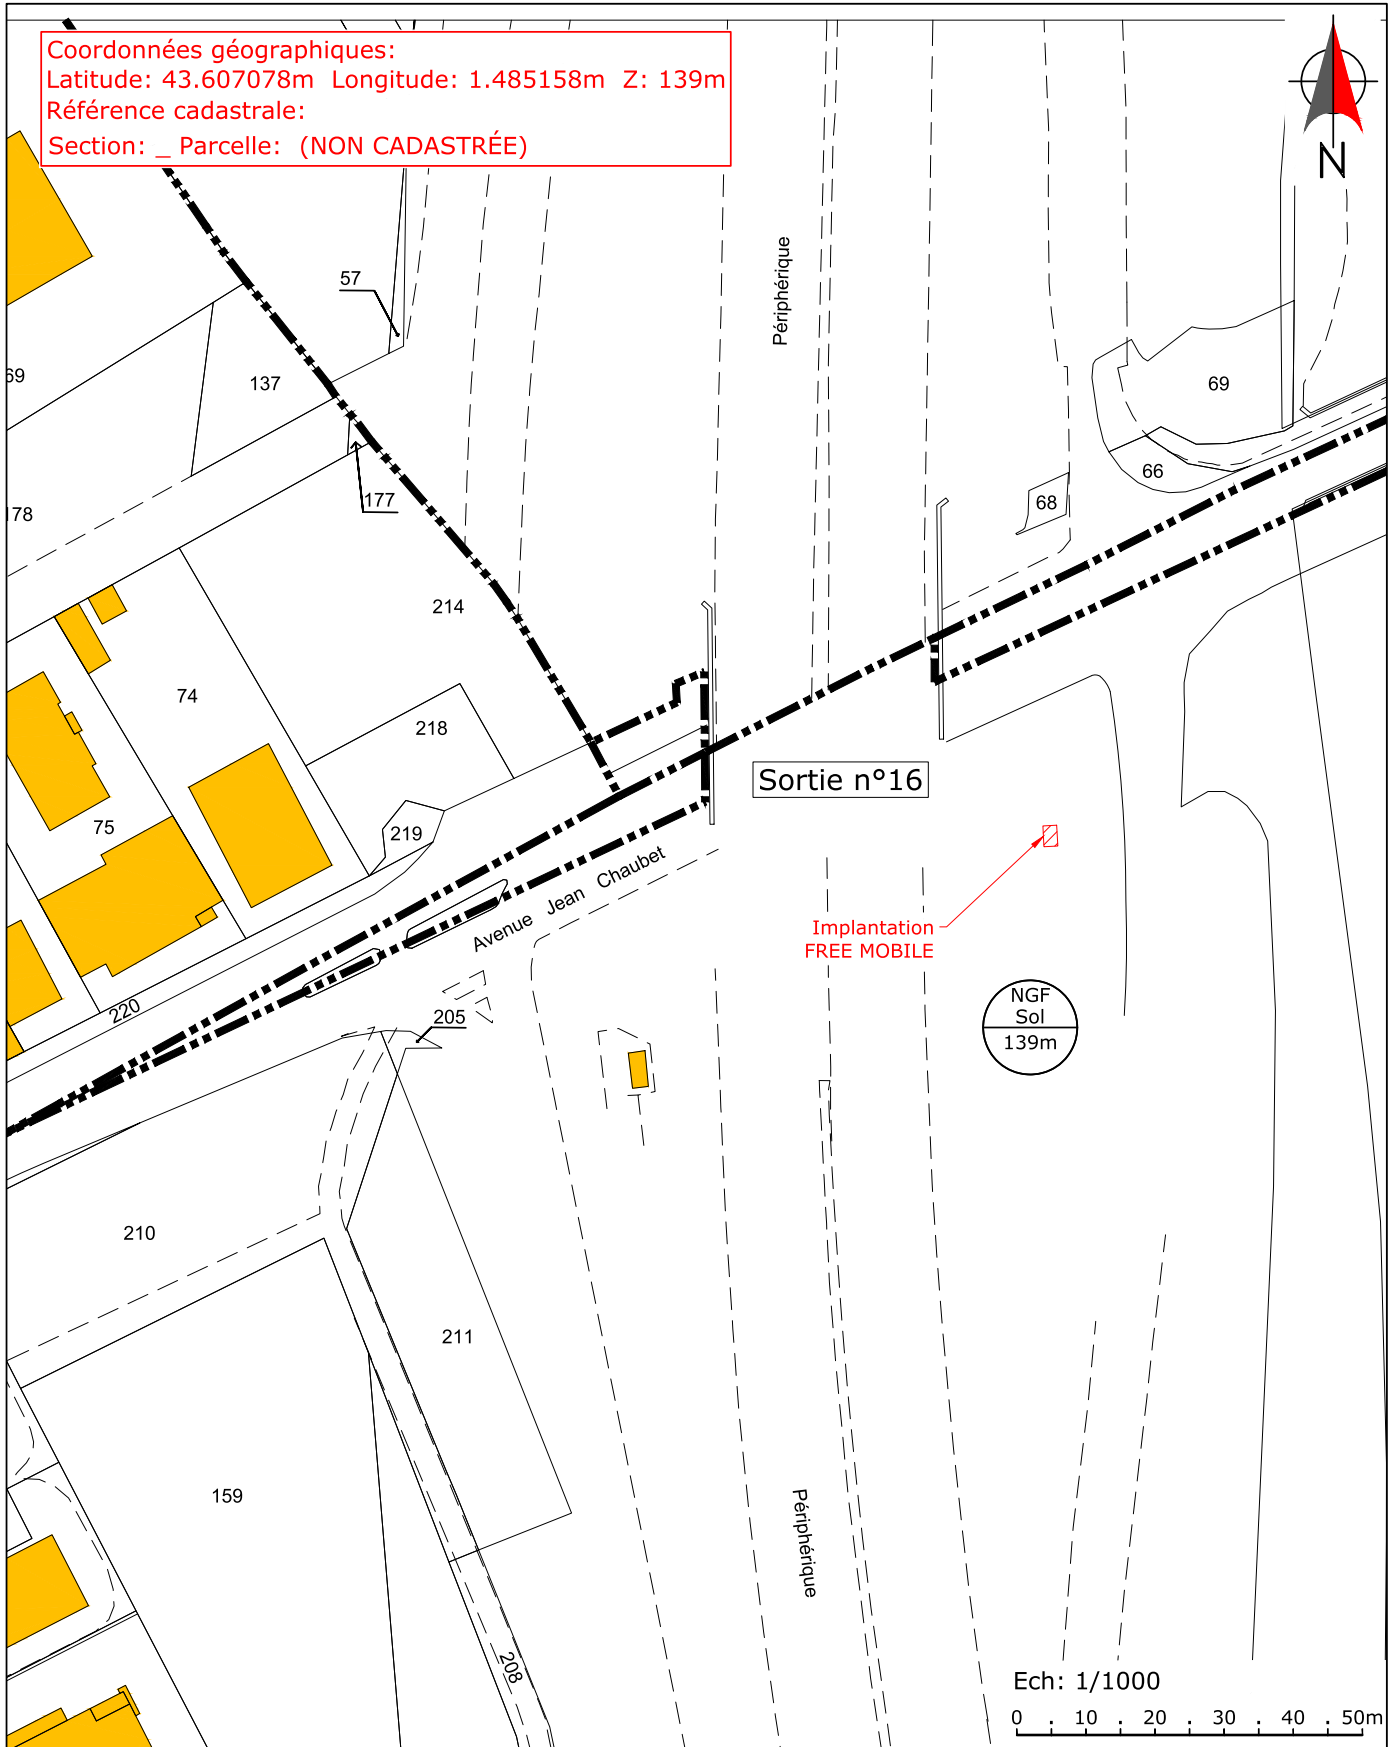 Coordonnées géographiques:
Latitude: 43.607078m Longitude: 1.485158m Z: 139m
Référence cadastrale:
Section: _ Parcelle: (NON CADASTRÉE)
N
57
Périphérique
69
137
69
66
68
177
178
214
74
218
Sortie n°16
75
219
Avenue Jean Chaubet
Implantation
FREE MOBILE
NGF
Sol
139m
220
205
210
211
159
Périphérique
208
Ech: 1/1000
0 . 10 . 20 . 30 . 40 . 50m